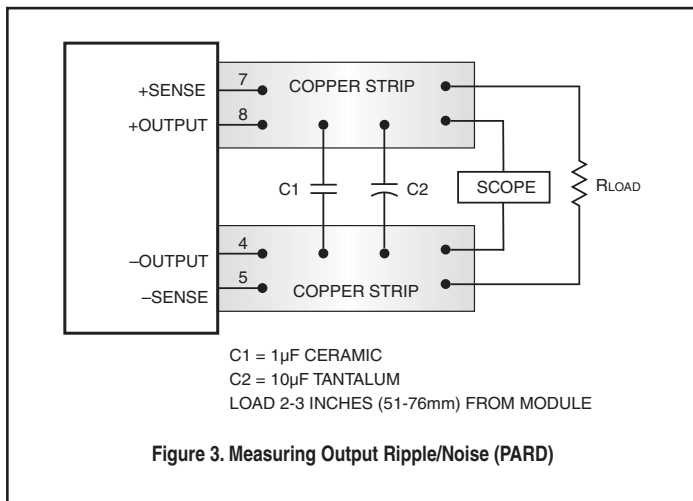 +SENSE
7
COPPER STRIP
+OUTPUT
8
C1
C2
SCOPE
RLOAD
−OUTPUT
4
−SENSE
5
COPPER STRIP
C1 = 1µF CERAMIC
C2 = 10µF TANTALUM
LOAD 2-3 INCHES (51-76mm) FROM MODULE
Figure 3. Measuring Output Ripple/Noise (PARD)